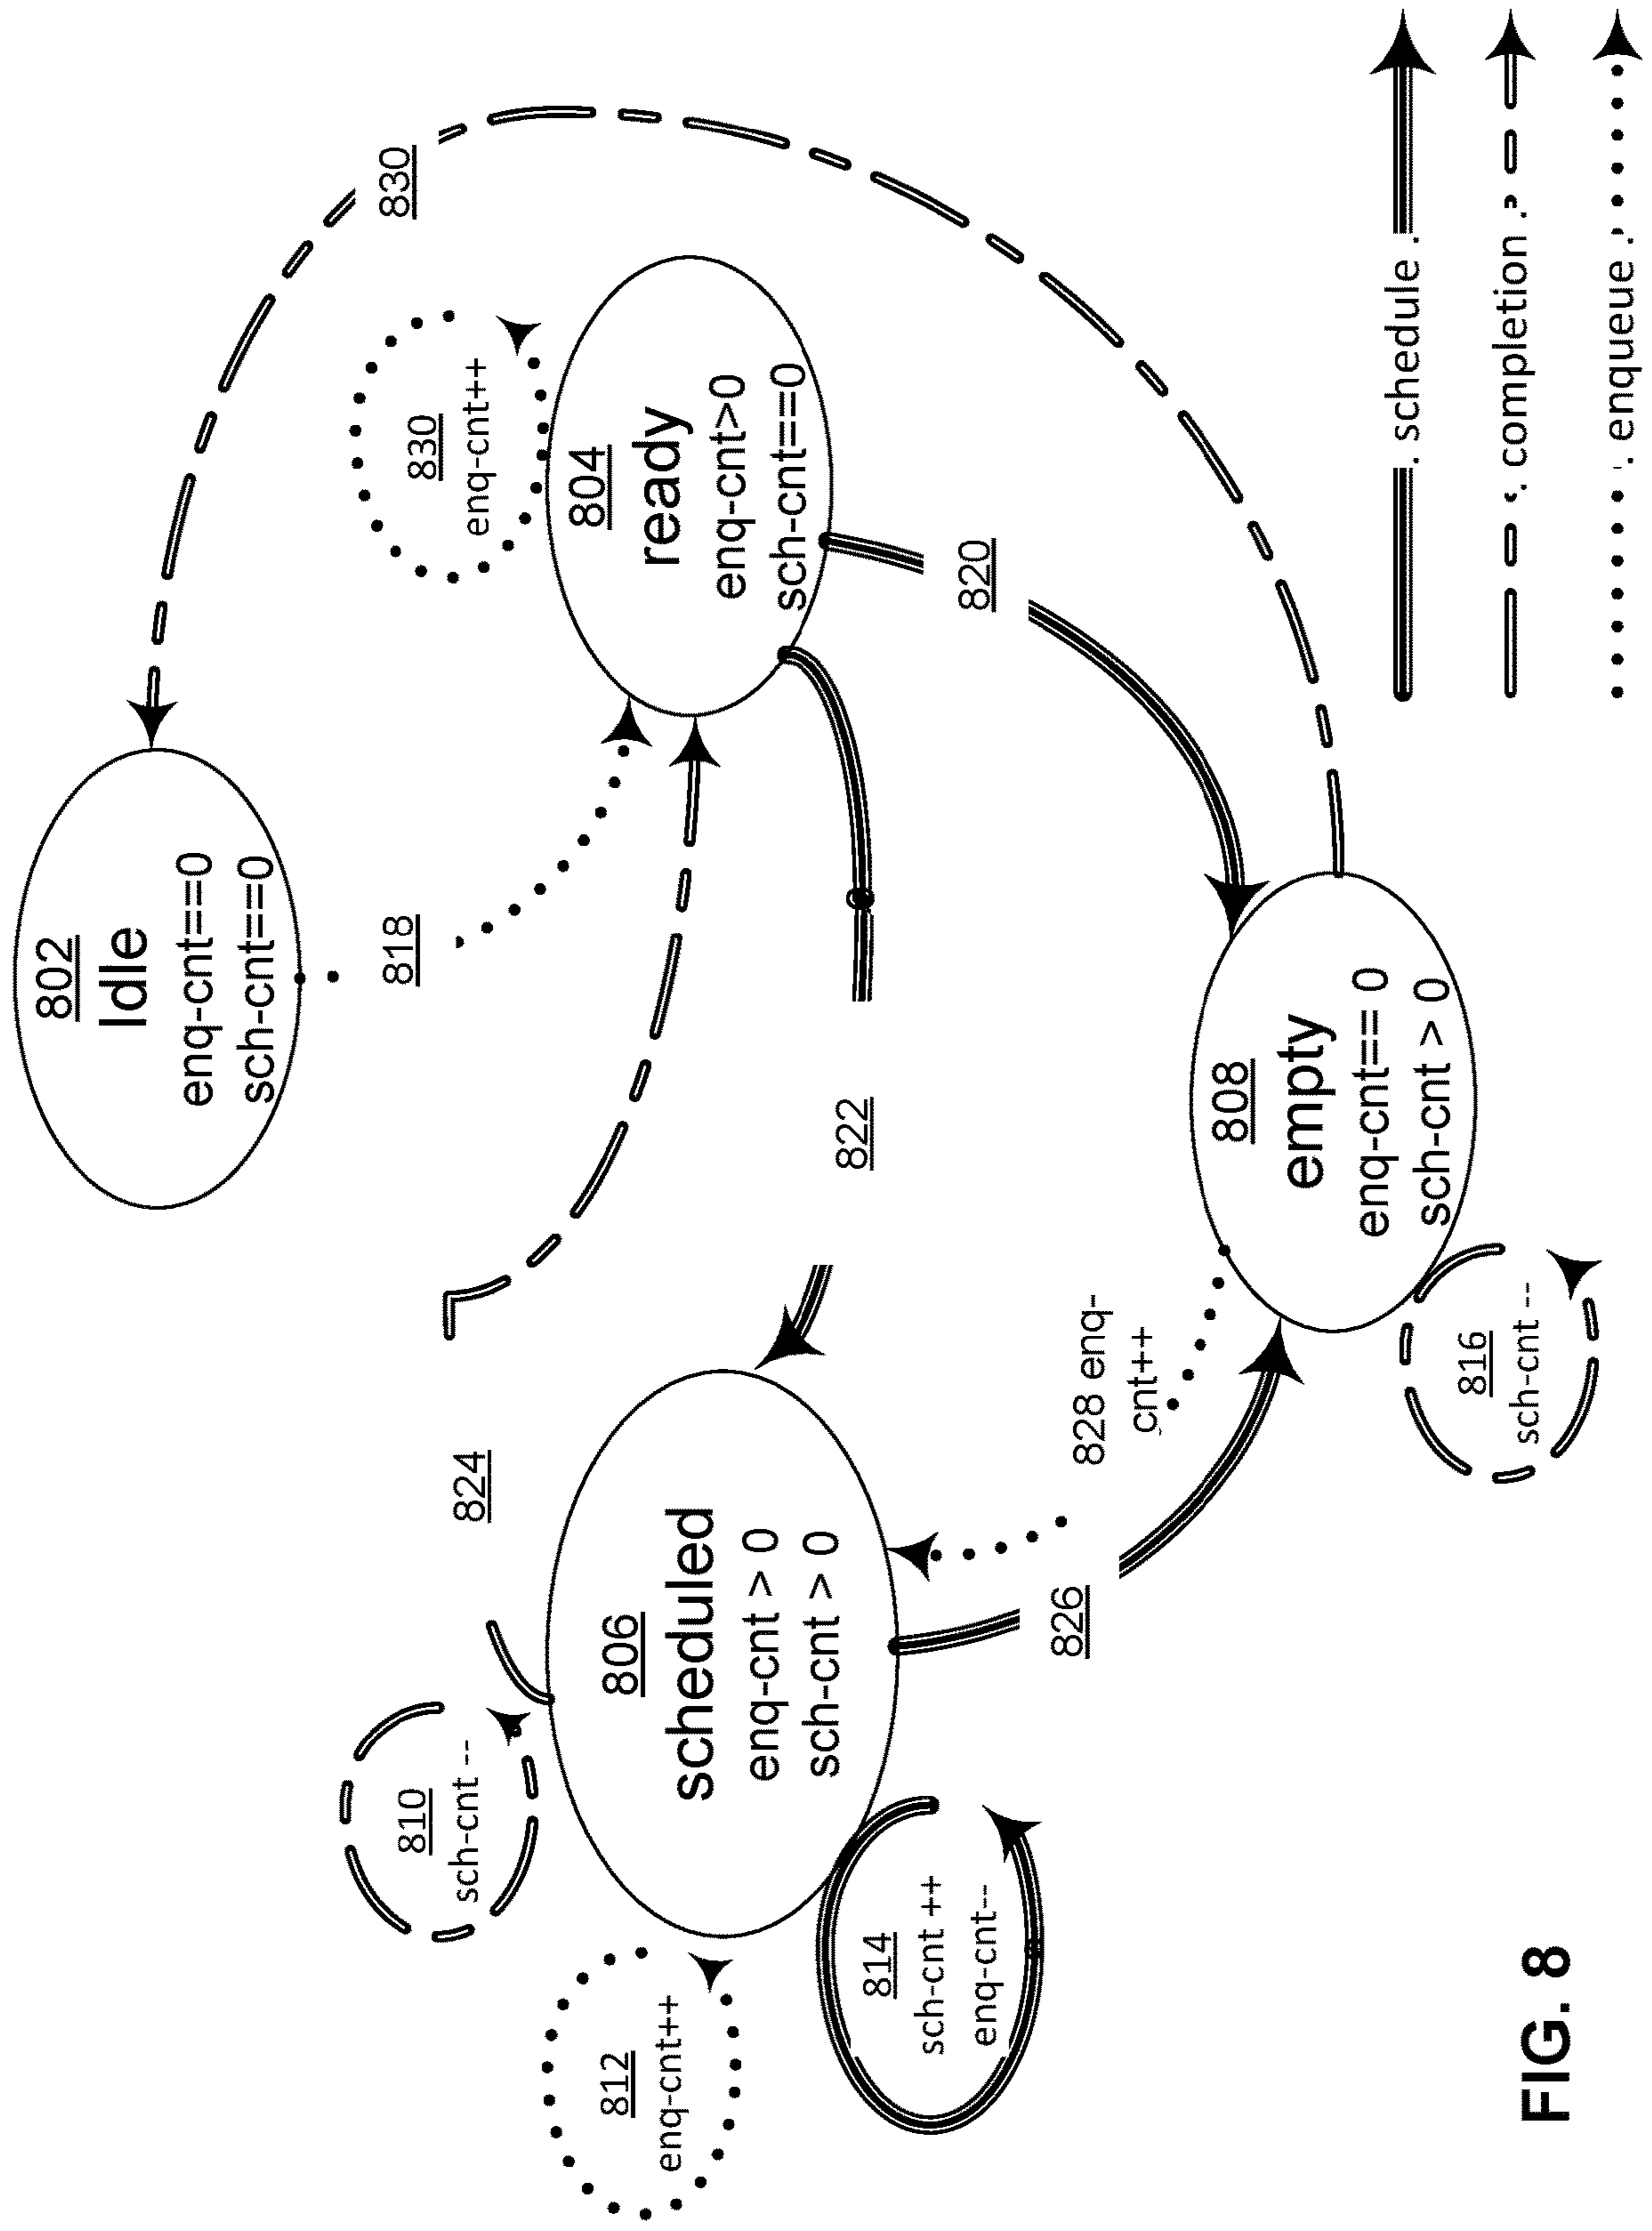 802
Idle
enq-cnt==0
sch-cnt==0
830
818
830
enq-cnt++
804
ready
enq-cnt>0
sch-cnt==0
824
810
sch-cnt --
812
enq-cnt++
806
scheduled
enq-cnt > 0
sch-cnt > 0
822
820
814
sch-cnt ++
enq-cnt--
826
828 enq-
cnt++
808
empty
enq-cnt== 0
sch-cnt > 0
816
sch-cnt --
schedule
completion
enqueue
FIG. 8